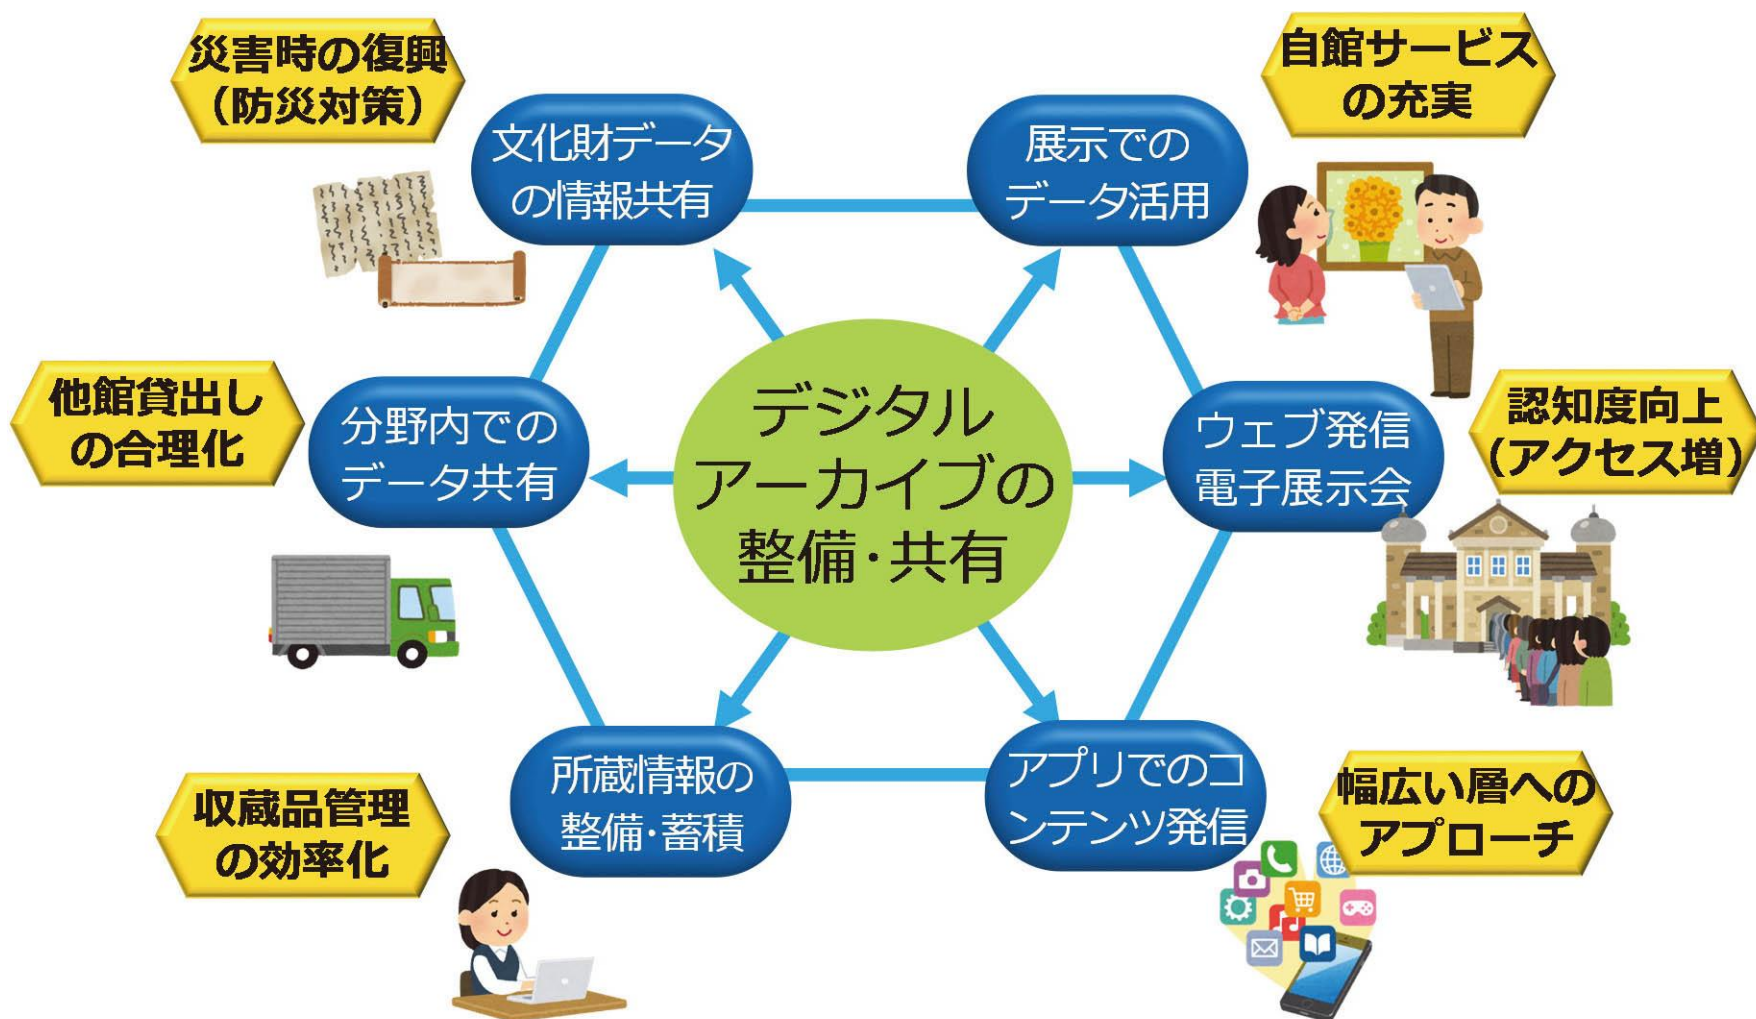 災害時の復興
（防災対策）
文化財データ
の情報共有
展示での
データ活用
自館サービス
の充実
他館貸出し
の合理化
分野内での
データ共有
デジタル
アーカイブの
整備・共有
ウェブ発信
電子展示会
認知度向上
（アクセス増）
収蔵品管理
の効率化
所蔵情報の
整備・蓄積
アプリでのコ
ンテンツ発信
幅広い層への
アプローチ